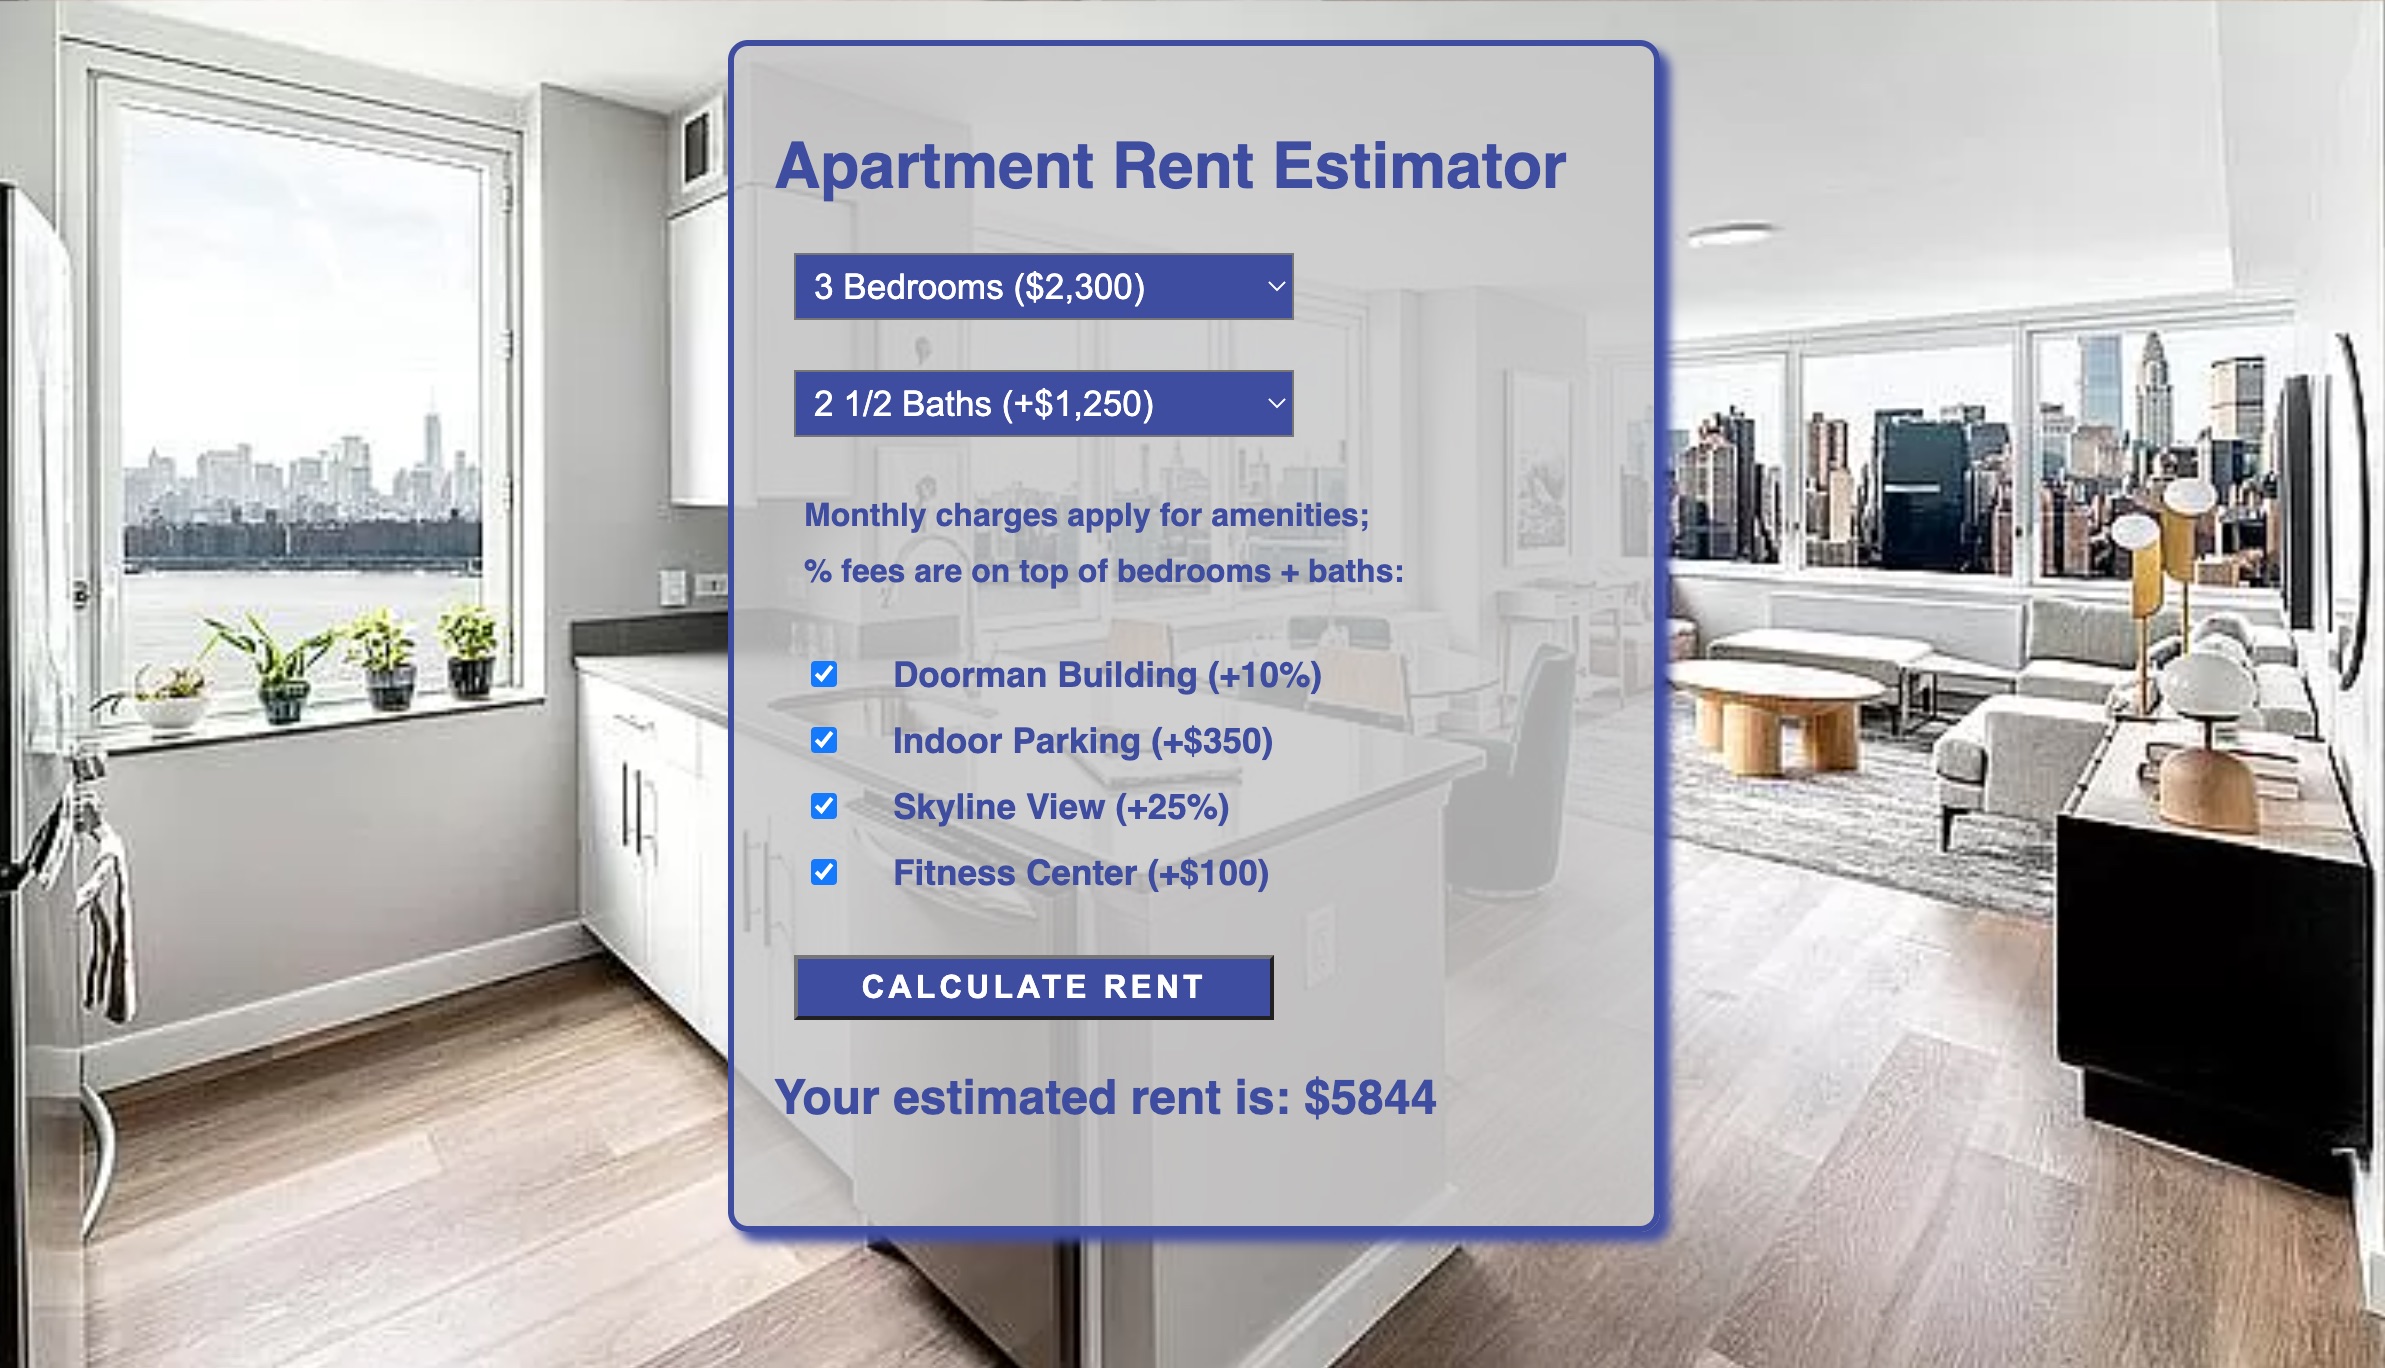 Apartment Rent Estimator
3 Bedrooms ($2,300)
2 1/2 Baths (+$1,250)
Monthly charges apply for amenities;
% fees are on top of bedrooms + baths:
Doorman Building (+10%)
Indoor Parking (+$350)
Skyline View (+25%)
Fitness Center (+$100)
CALCULATE RENT
Your estimated rent is: $5844